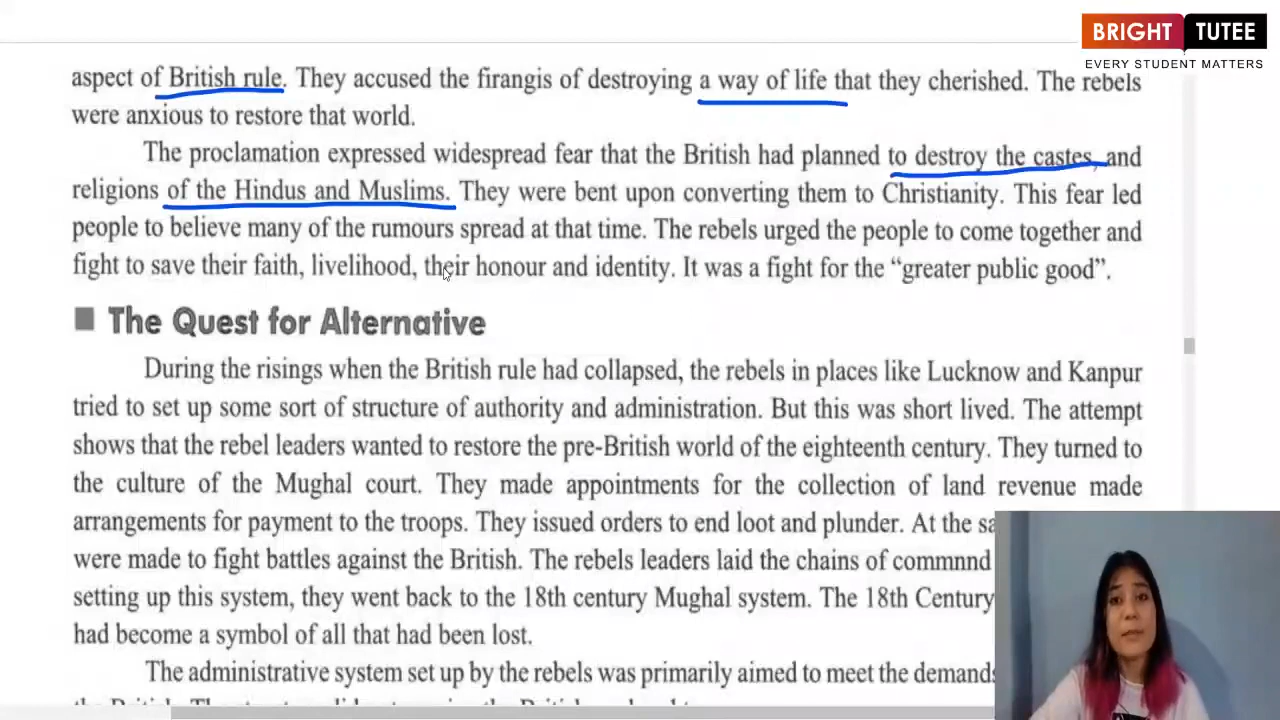 BRIGHT TUTEE
EVERY STUDENT MATTERS
aspect of British rule. They accused the firangis of destroying a way of life that they cherished. The rebels
were anxious to restore that world.
The proclamation expressed widespread fear that the British had planned to destroy the castes, and
religions of the Hindus and Muslims. They were bent upon converting them to Christianity. This fear led
people to believe many of the rumours spread at that time. The rebels urged the people to come together and
fight to save their faith, livelihood, their honour and identity. It was a fight for the “greater public good”.
The Quest for Alternative
During the risings when the British rule had collapsed, the rebels in places like Lucknow and Kanpur
tried to set up some sort of structure of authority and administration. But this was short lived. The attempt
shows that the rebel leaders wanted to restore the pre-British world of the eighteenth century. They turned to
the culture of the Mughal court. They made appointments for the collection of land revenue made
arrangements for payment to the troops. They issued orders to end loot and plunder. At the
were made to fight battles against the British. The rebels leaders laid the chains of commnnd
setting up this system, they went back to the 18th century Mughal system. The 18th Century
had become a symbol of all that had been lost.
The administrative system set up by the rebels was primarily aimed to meet the demands